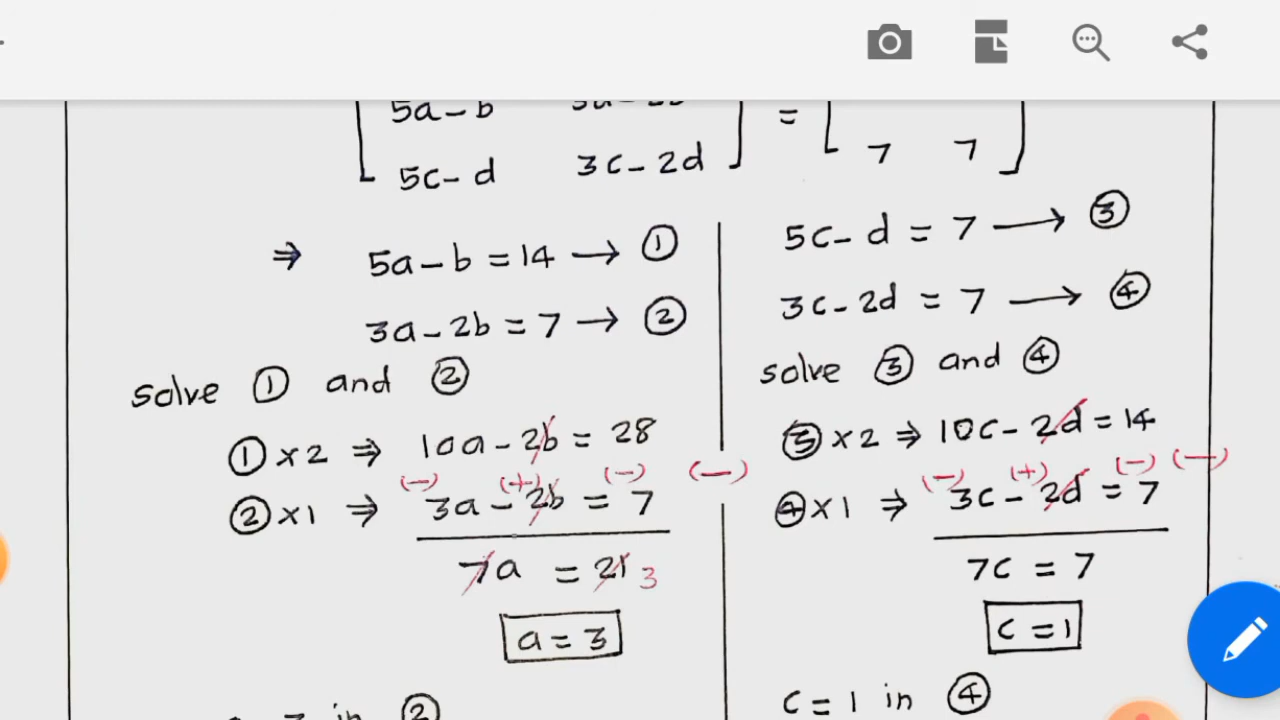 5a - b
=
5c - d 3c - 2d 7 7
⇒ 5a - b = 14 → ①
3a - 2b = 7 → ②
solve ① and ②
① × 2 ⇒ 10a - 2b = 28
(-) (+) (-) (-)
② × 1 ⇒ 3a - 2b = 7
7a = 21 3
a = 3
in ②
5c - d = 7 → ③
3c - 2d = 7 → ④
solve ③ and ④
③ × 2 ⇒ 10c - 2d = 14
(-) (+) (-) (-)
④ × 1 ⇒ 3c - 2d = 7
7c = 7
c = 1
c = 1 in ④